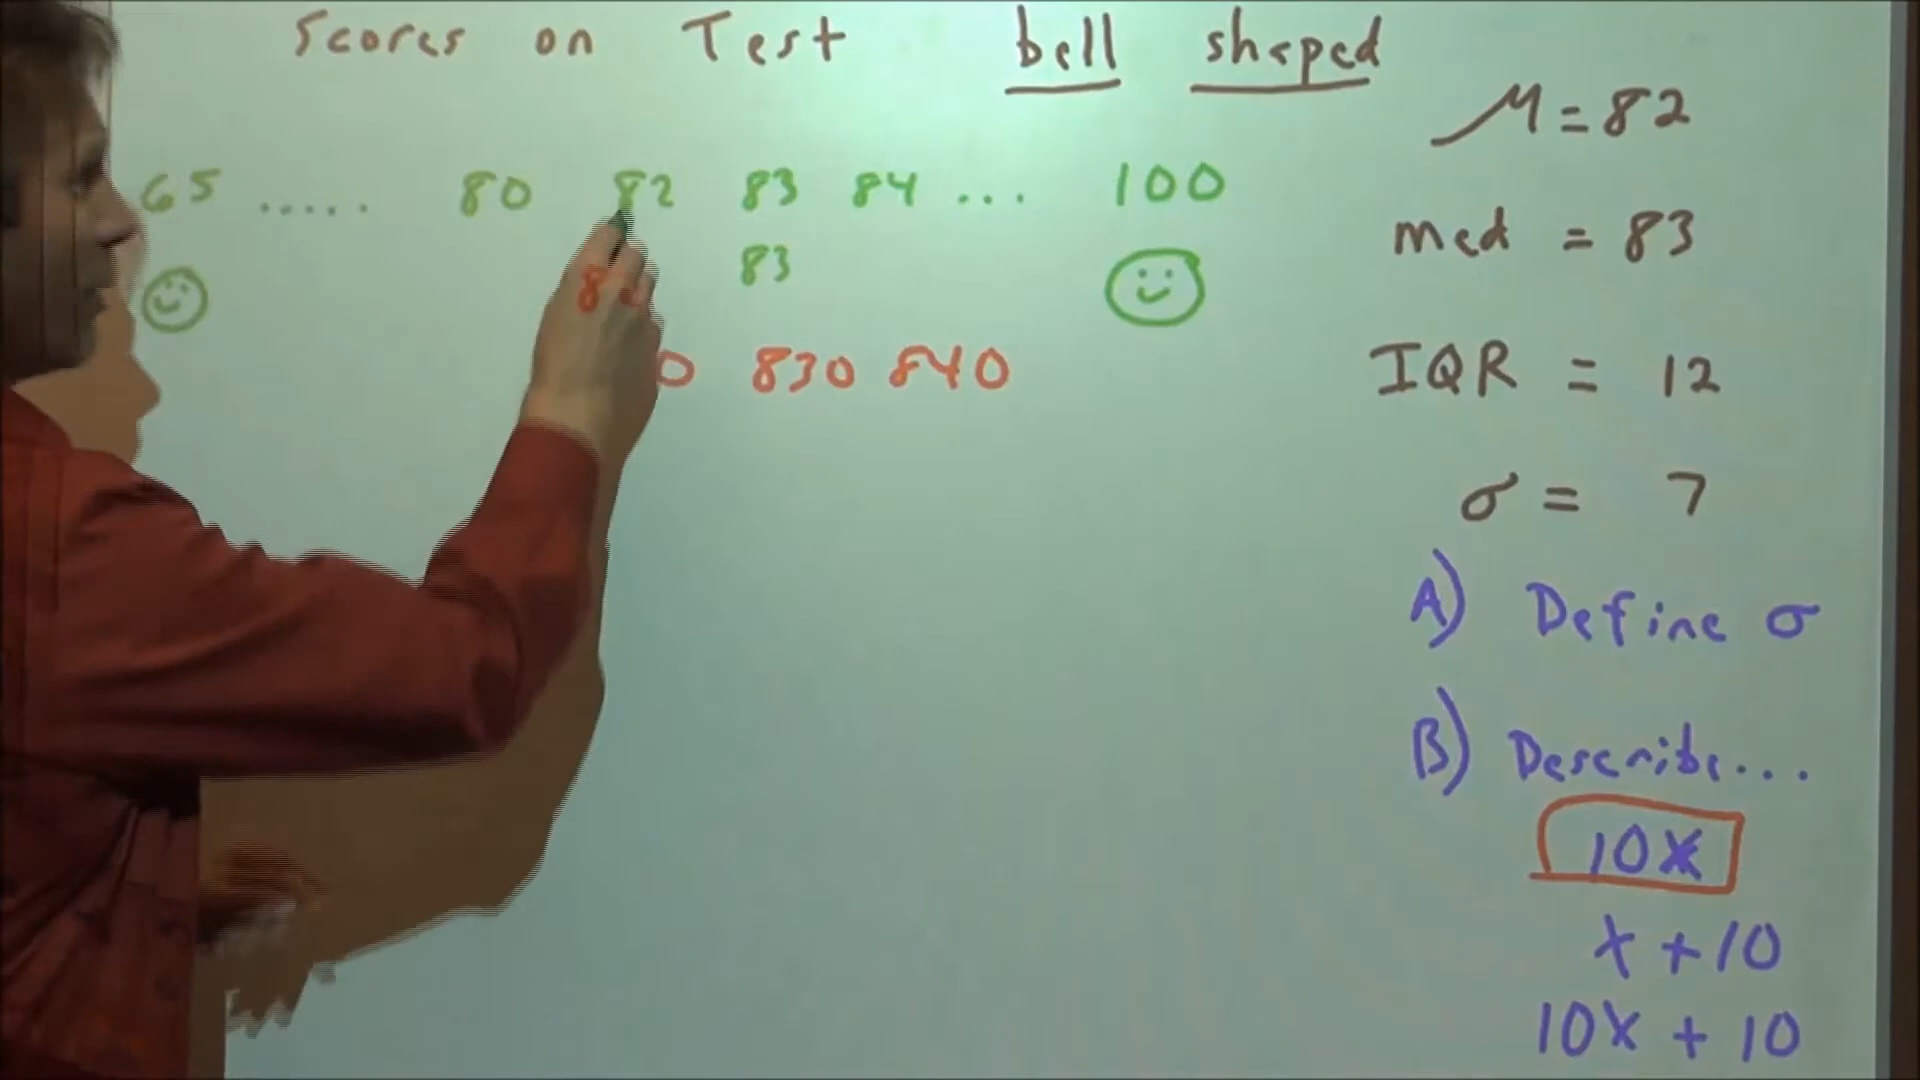 Scores on Test bell shaped
65 ..... 80 82 83 84 ... 100
83
830 840
μ = 82
med = 83
IQR = 12
σ = 7
A) Define σ
B) Describe...
10x
x + 10
10x + 10